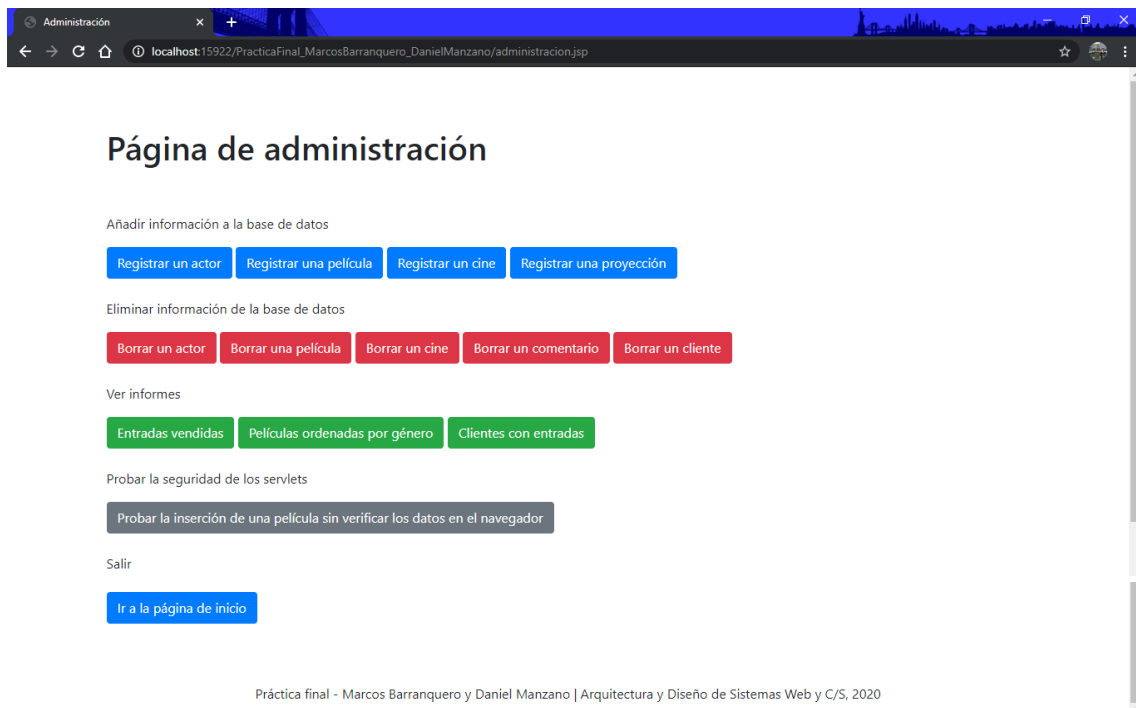 Administración
localhost:15922/PracticaFinal_MarcosBarranquero_DanielManzano/administracion.jsp
Página de administración
Añadir información a la base de datos
Registrar un actor Registrar una película Registrar un cine Registrar una proyección
Eliminar información de la base de datos
Borrar un actor Borrar una película Borrar un cine Borrar un comentario Borrar un cliente
Ver informes
Entradas vendidas Películas ordenadas por género Clientes con entradas
Probar la seguridad de los servlets
Probar la inserción de una película sin verificar los datos en el navegador
Salir
Ir a la página de inicio
Práctica final - Marcos Barranquero y Daniel Manzano | Arquitectura y Diseño de Sistemas Web y C/S, 2020